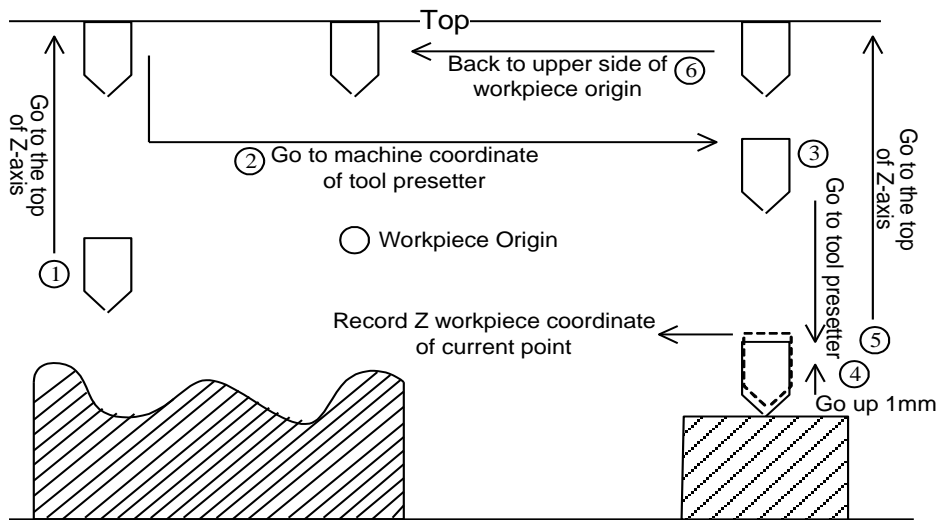 Top
Go to the top
of Z-axis
1
2 Go to machine coordinate
of tool presetter
Back to upper side of
workpiece origin
6
3
Go to tool presetter
Go to the top
of Z-axis
Workpiece Origin
Record Z workpiece coordinate
of current point
5
4
Go up 1mm